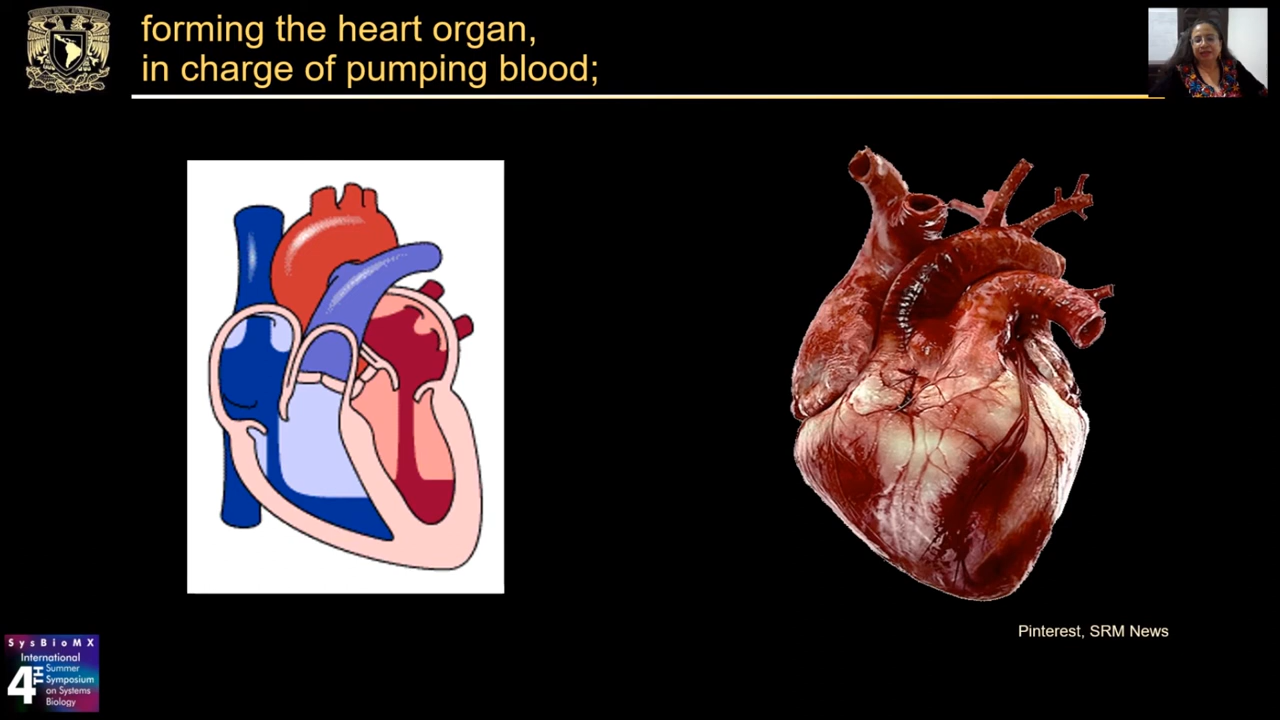 forming the heart organ,
in charge of pumping blood;
Pinterest, SRM News
SysBioMX
International
4TH Summer
Symposium
on Systems
Biology